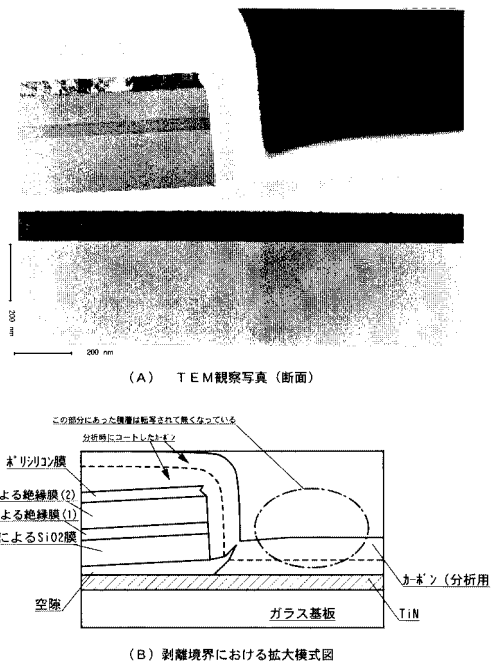 200 nm
200 nm
(A) TEM観察写真(断面)
この部分にあった積層は転写されて無くなっている
分析時にコートしたカーボン
ポリシリコン膜
よる絶縁膜(2)
よる絶縁膜(1)
によるSiO2膜
空隙
カーボン(分析用
TiN
ガラス基板
(B) 剥離境界における拡大模式図